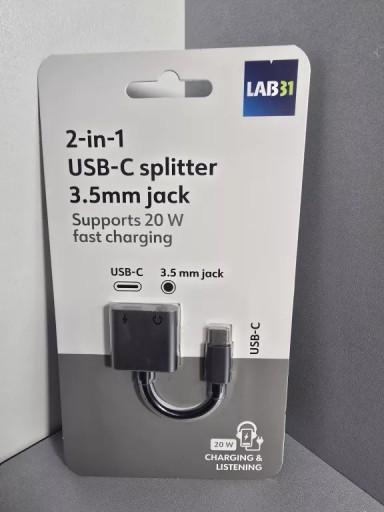 LAB31
2-in-1
USB-C splitter
3.5mm jack
Supports 20 W
fast charging
USB-C 3.5 mm jack
USB-C
20 W
CHARGING &
LISTENING